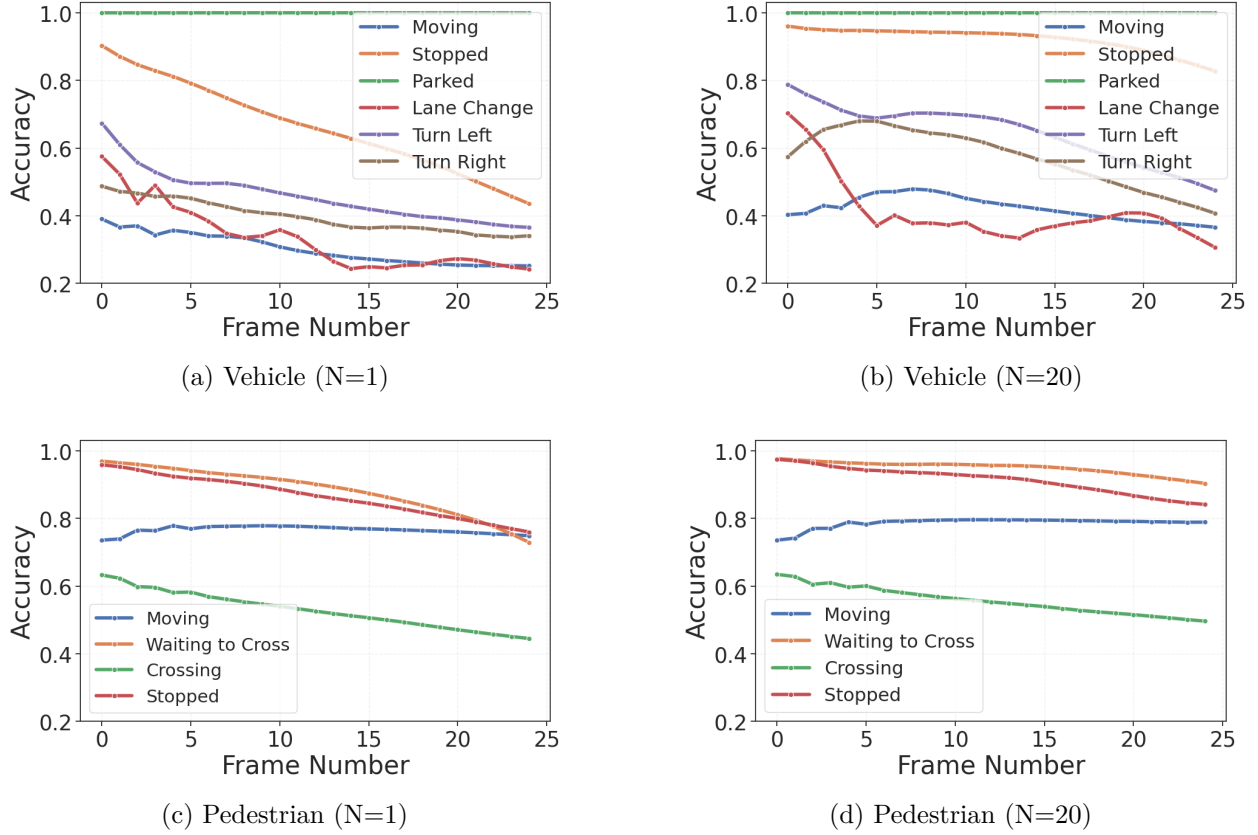 1.0
0.8
0.6
0.4
0.2
Accuracy
0
5
10
15
20
25
Frame Number
Moving
Stopped
Parked
Lane Change
Turn Left
Turn Right
(a) Vehicle (N=1)
1.0
0.8
0.6
0.4
0.2
Accuracy
0
5
10
15
20
25
Frame Number
Moving
Stopped
Parked
Lane Change
Turn Left
Turn Right
(b) Vehicle (N=20)
1.0
0.8
0.6
0.4
0.2
Accuracy
0
5
10
15
20
25
Frame Number
Moving
Waiting to Cross
Crossing
Stopped
(c) Pedestrian (N=1)
1.0
0.8
0.6
0.4
0.2
Accuracy
0
5
10
15
20
25
Frame Number
Moving
Waiting to Cross
Crossing
Stopped
(d) Pedestrian (N=20)